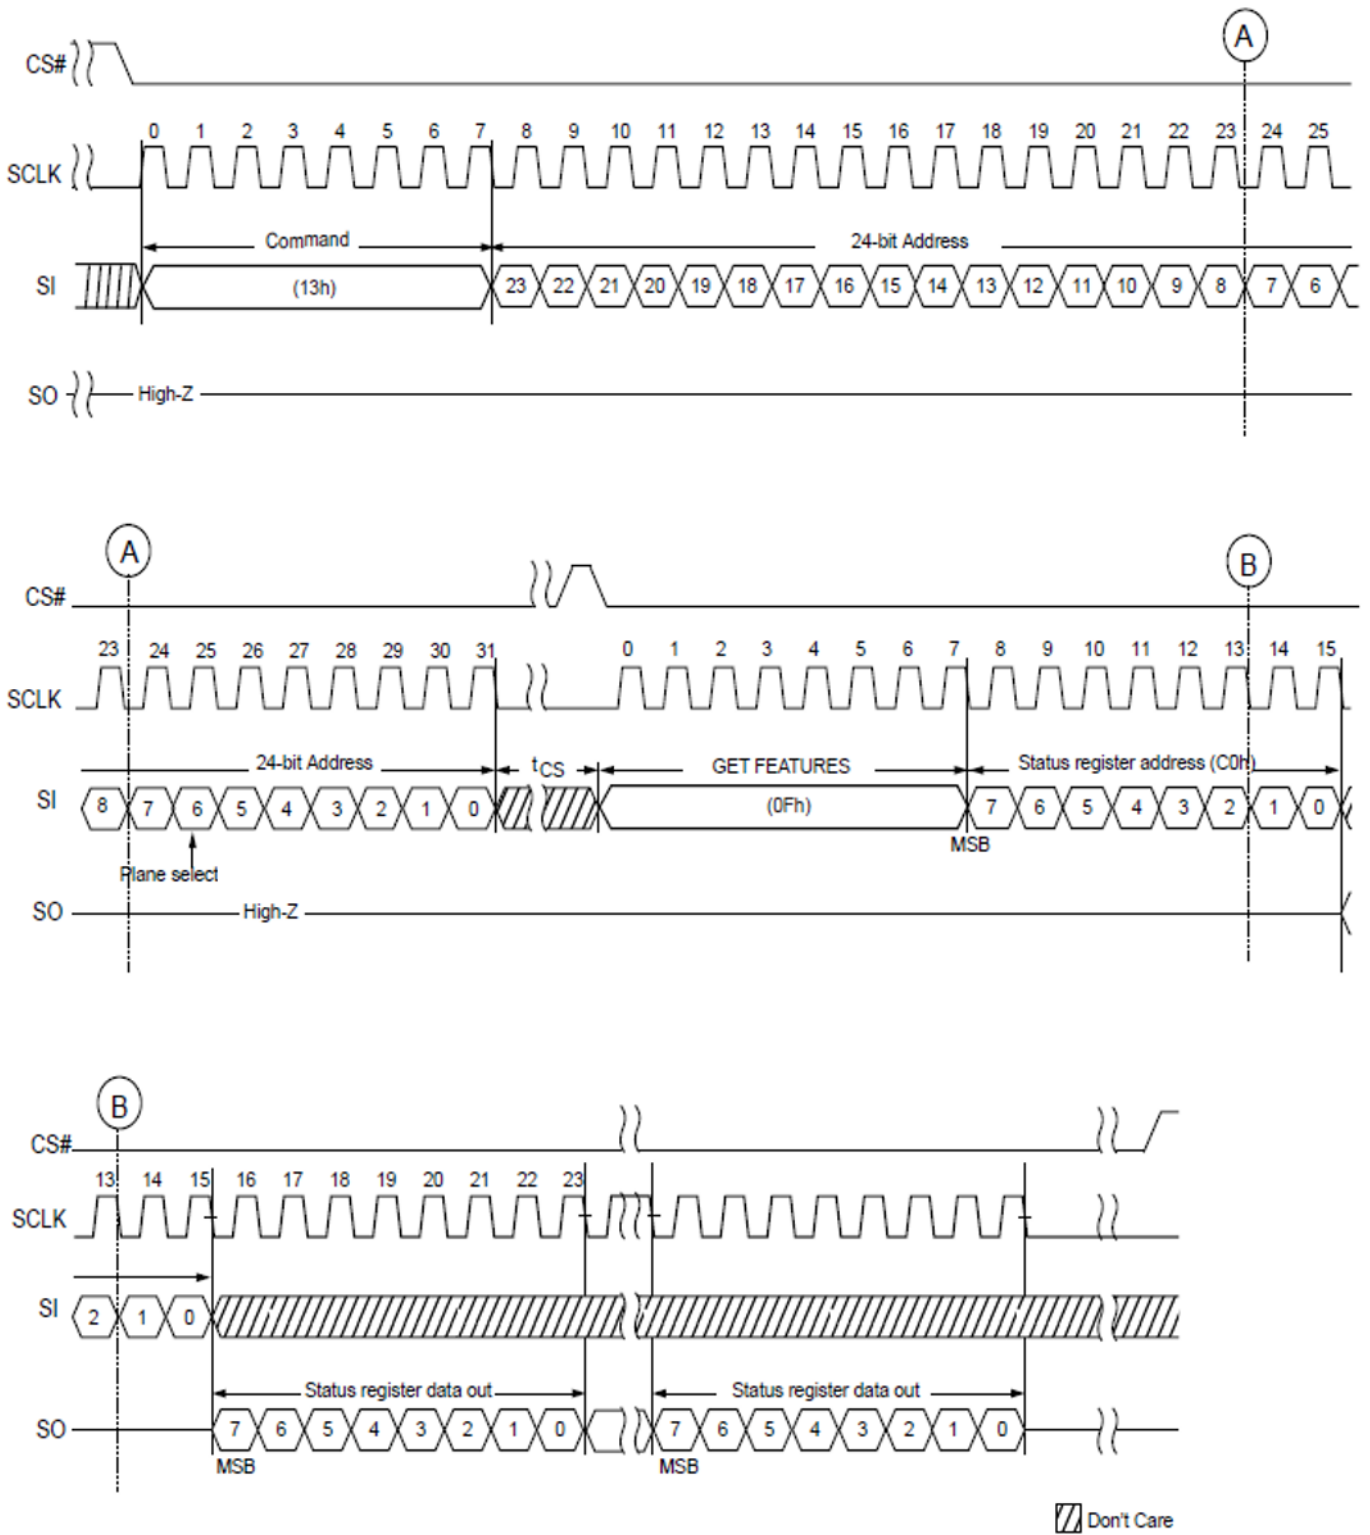 A
CS#
0 1 2 3 4 5 6 7 8 9 10 11 12 13 14 15 16 17 18 19 20 21 22 23 24 25
SCLK
Command 24-bit Address
SI (13h) 23 22 21 20 19 18 17 16 15 14 13 12 11 10 9 8 7 6
SO High-Z
A B
CS#
23 24 25 26 27 28 29 30 31 0 1 2 3 4 5 6 7 8 9 10 11 12 13 14 15
SCLK
24-bit Address tCS GET FEATURES Status register address (C0h)
SI 8 7 6 5 4 3 2 1 0 (0Fh) 7 6 5 4 3 2 1 0
MSB
Plane select
SO High-Z
B
CS#
13 14 15 16 17 18 19 20 21 22 23
SCLK
SI 2 1 0
Status register data out Status register data out
SO 7 6 5 4 3 2 1 0 7 6 5 4 3 2 1 0
MSB MSB
Don't Care